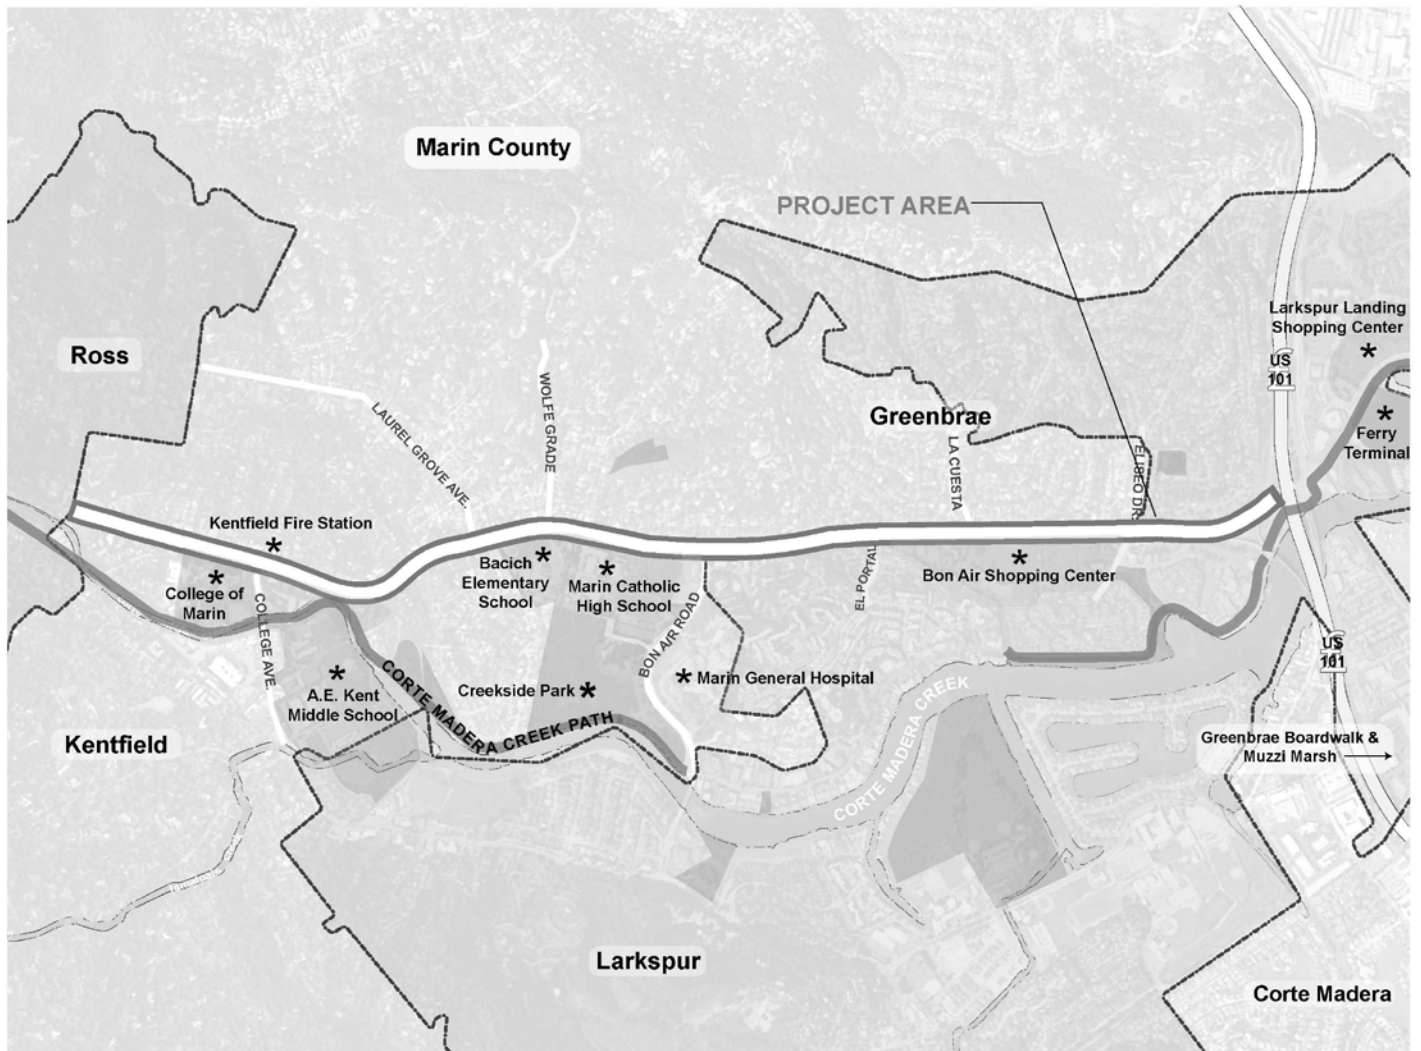 Marin County
PROJECT AREA
Larkspur Landing
Shopping Center
Ross
US
101
WOLFE GRADE
LAUREL GROVE AVE.
Greenbrae
Ferry
Terminal
LA CUESTA
ELISEO DR.
Kentfield Fire Station
Bacich
Elementary
School
Marin Catholic
High School
Bon Air Shopping Center
College of
Marin
EL PORTAL
COLLEGE AVE.
BON AIR ROAD
US
101
A.E. Kent
Middle School
CORTE MADERA CREEK PATH
Creekside Park
Marin General Hospital
CORTE MADERA CREEK
Kentfield
Greenbrae Boardwalk &
Muzzi Marsh
Larkspur
Corte Madera